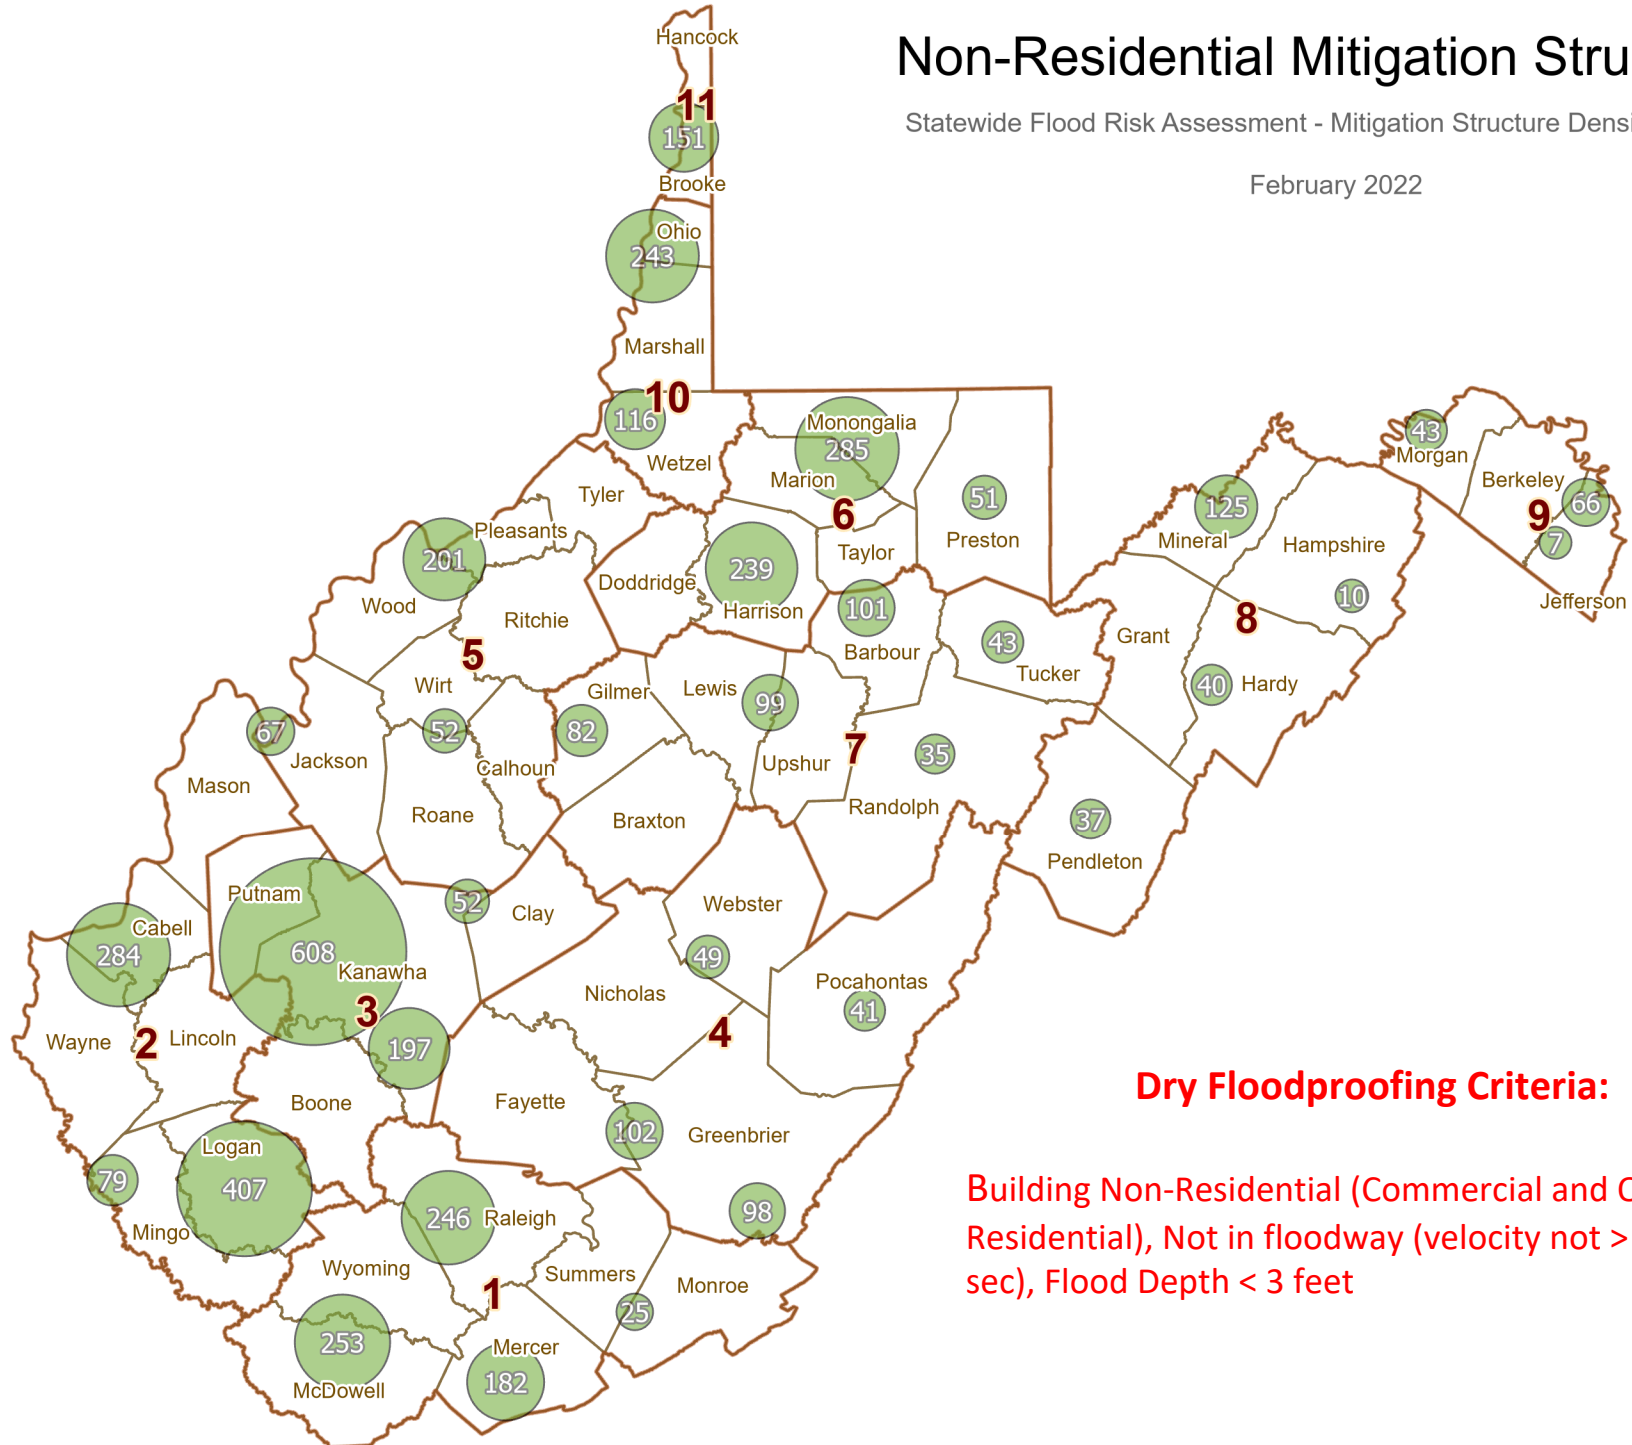 Hancock
Non-Residential Mitigation Stru
11
Statewide Flood Risk Assessment - Mitigation Structure Densi
151
Brooke
February 2022
Ohio
243
Marshall
10
116
Wetzel
Monongalia
285
Marion
6
51
Preston
Tyler
Pleasants
201
Wood
Ritchie
Doddridge
239
Harrison
Taylor
101
Barbour
43
Tucker
125
Mineral
Hampshire
10
Grant
8
40
Hardy
43
Morgan
Berkeley
66
9
7
Jefferson
5
Wirt
52
Gilmer
82
Lewis
99
Upshur
7
35
Randolph
37
Pendleton
67
Jackson
Mason
Calhoun
Roane
Braxton
Putnam
608
Kanawha
3
52
Clay
Webster
49
Nicholas
Pocahontas
41
4
Cabell
284
Wayne
2
Lincoln
197
Boone
Fayette
102
Greenbrier
98
Logan
407
79
Mingo
246
Raleigh
Wyoming
1
Summers
25
Monroe
253
McDowell
Mercer
182
Dry Floodproofing Criteria:
Building Non-Residential (Commercial and O
Residential), Not in floodway (velocity not >
sec), Flood Depth < 3 feet